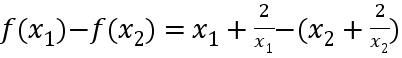 f(x₁)−f(x₂) = x₁ + 2/x₁−(x₂ + 2/x₂)